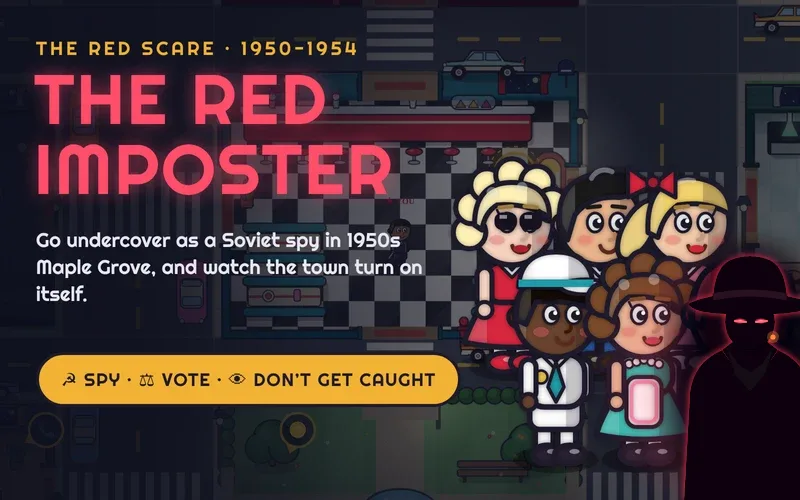 THE RED SCARE · 1950–1954
THE RED
IMPOSTER
Go undercover as a Soviet spy in 1950s
Maple Grove, and watch the town turn on
itself.
☭ SPY · ⚖ VOTE · 👁 DON'T GET CAUGHT
YOU